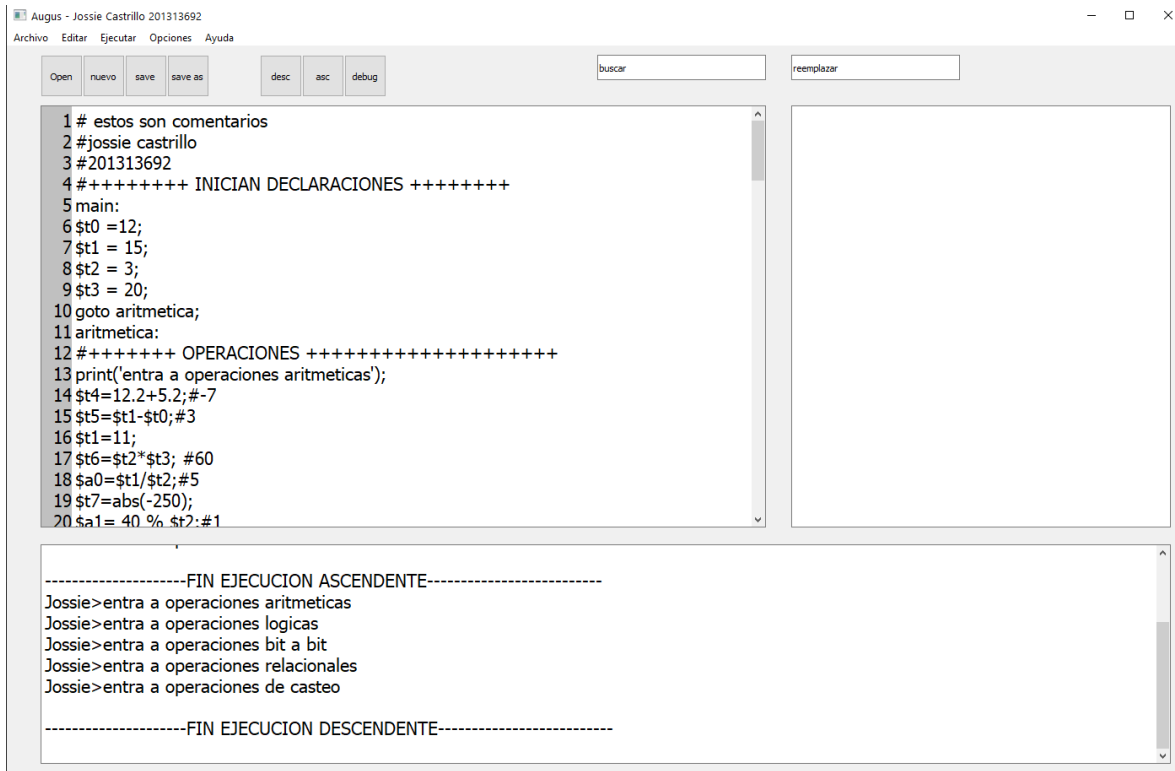 Augus - Jossie Castrillo 201313692
Archivo Editar Ejecutar Opciones Ayuda
Open nuevo save save as desc asc debug buscar reemplazar
1 # estos son comentarios
2 #jossie castrillo
3 #201313692
4 #++++++++ INICIAN DECLARACIONES ++++++++
5 main:
6 $t0 =12;
7 $t1 = 15;
8 $t2 = 3;
9 $t3 = 20;
10 goto aritmetica;
11 aritmetica:
12 #+++++++ OPERACIONES ++++++++++++++++++++
13 print('entra a operaciones aritmeticas');
14 $t4=12.2+5.2;#-7
15 $t5=$t1-$t0;#3
16 $t1=11;
17 $t6=$t2*$t3; #60
18 $a0=$t1/$t2;#5
19 $t7=abs(-250);
20 $a1= 40 % $t2;#1
---------------------FIN EJECUCION ASCENDENTE--------------------------
Jossie>entra a operaciones aritmeticas
Jossie>entra a operaciones logicas
Jossie>entra a operaciones bit a bit
Jossie>entra a operaciones relacionales
Jossie>entra a operaciones de casteo
---------------------FIN EJECUCION DESCENDENTE--------------------------